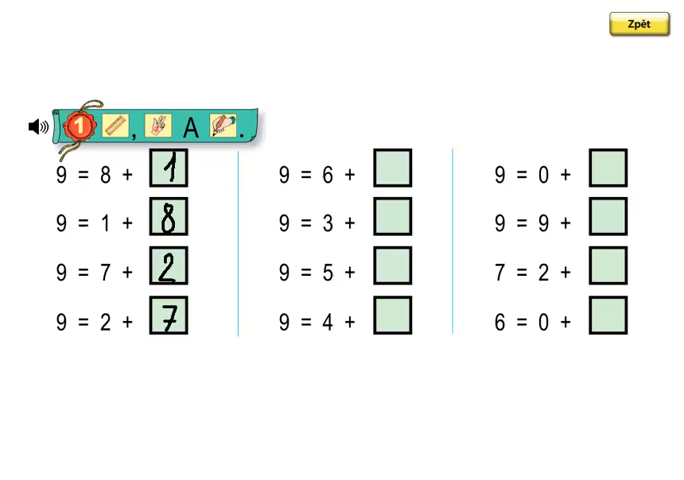 Zpět
1 , A .
9 = 8 + 1
9 = 1 + 8
9 = 7 + 2
9 = 2 + 7
9 = 6 +
9 = 3 +
9 = 5 +
9 = 4 +
9 = 0 +
9 = 9 +
7 = 2 +
6 = 0 +